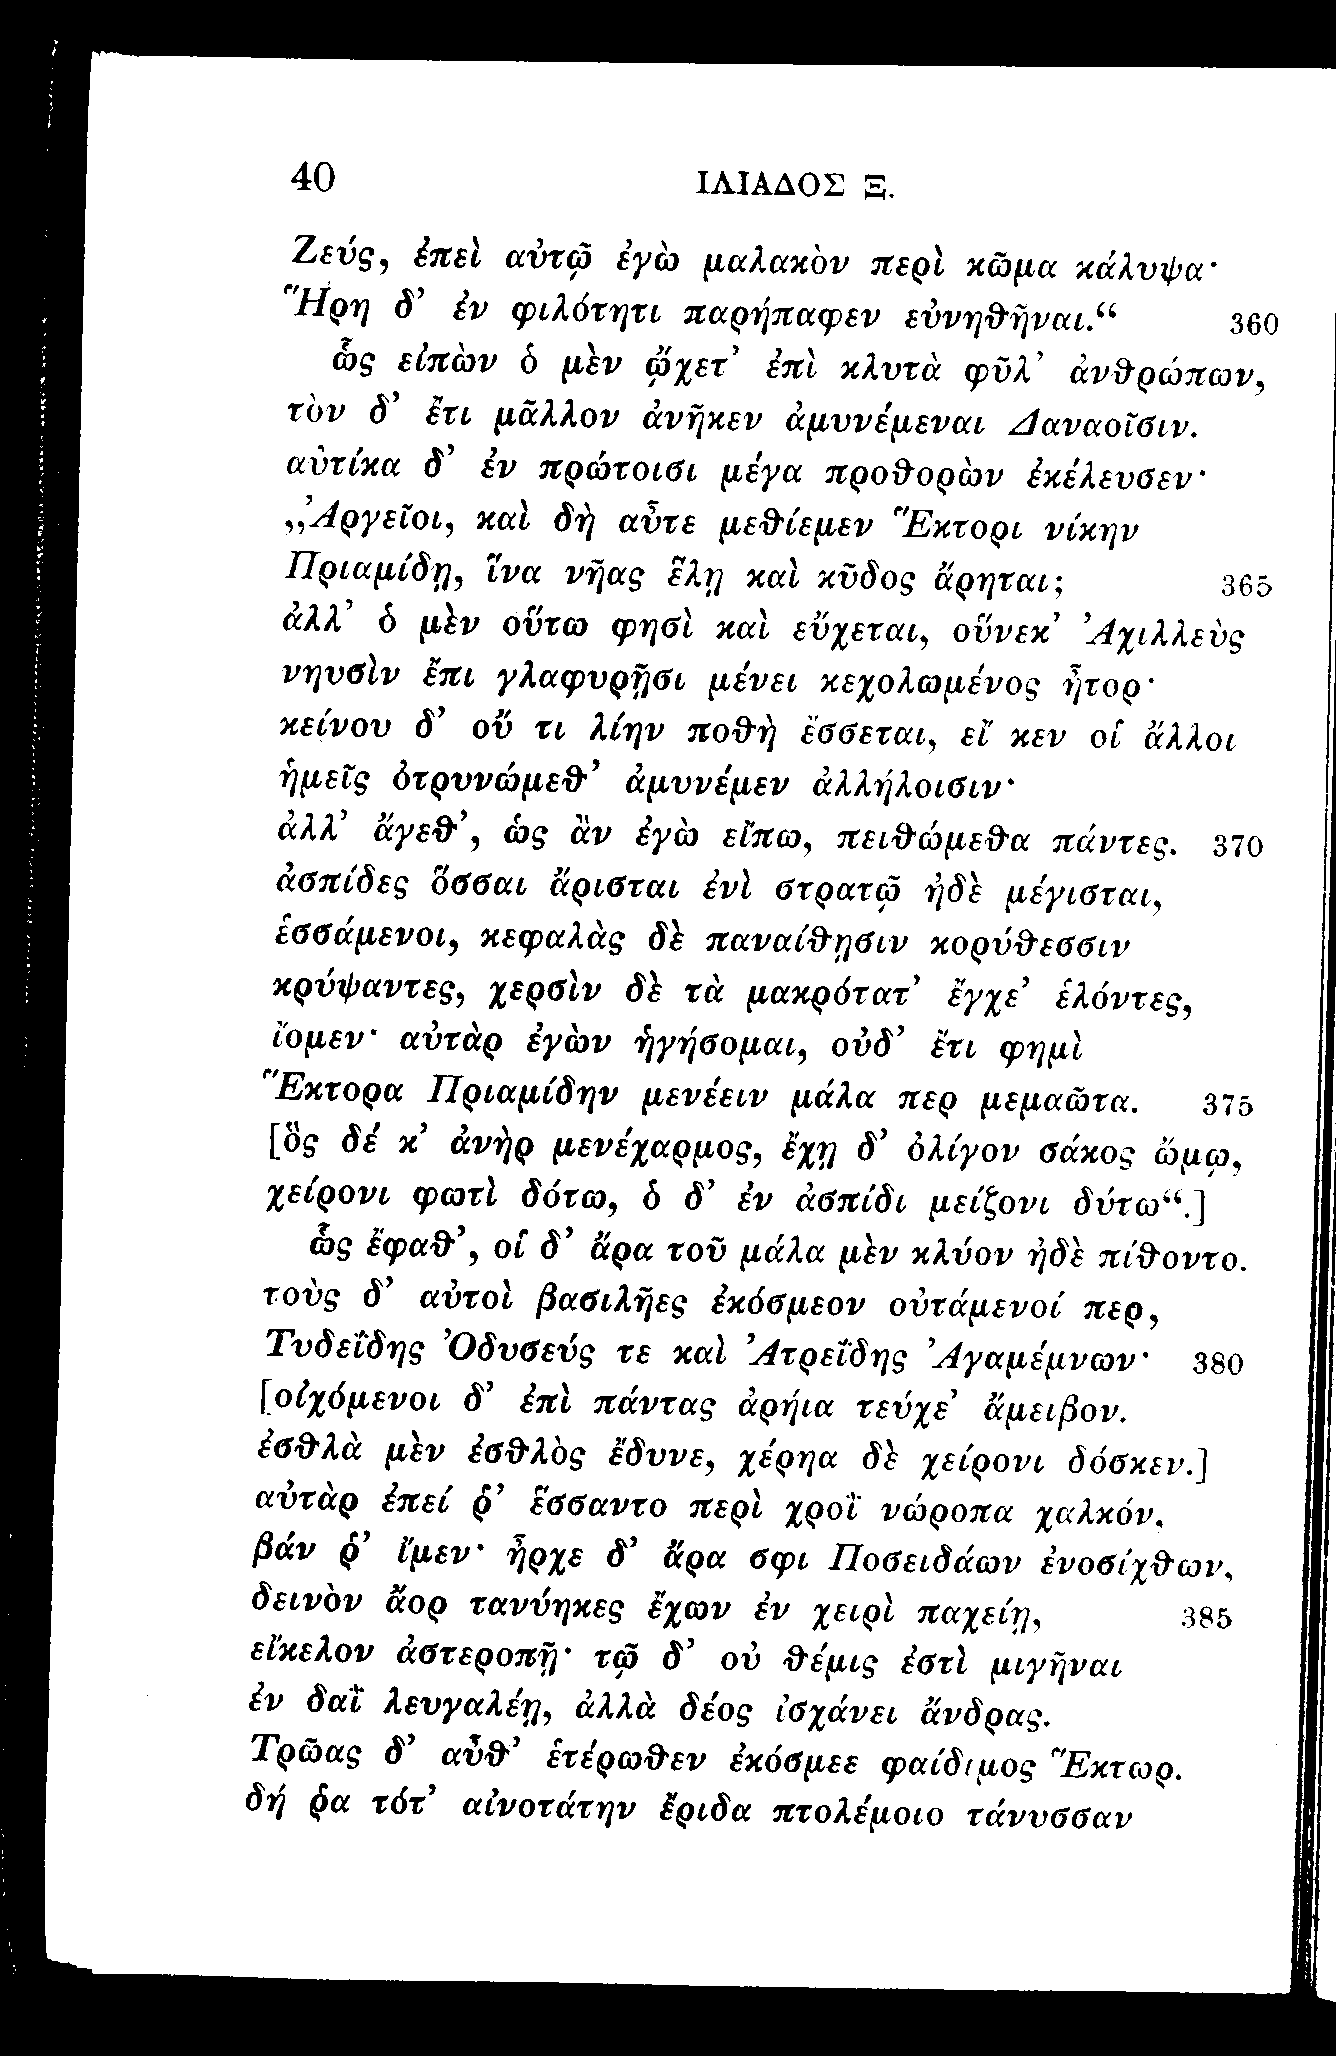 40 ΙΛΙΑΔΟΣ Ξ.
Ζεύς, ἐπεὶ αὐτῷ ἐγὼ μαλακὸν περὶ κῶμα κάλυψα·
Ἥρη δ’ ἐν φιλότητι παρήπαφεν εὐνηθῆναι.“ 360
ὣς εἰπὼν ὁ μὲν ᾤχετ’ ἐπὶ κλυτὰ φῦλ’ ἀνθρώπων,
τὸν δ’ ἔτι μᾶλλον ἀνῆκεν ἀμυνέμεναι Δαναοῖσιν.
αὐτίκα δ’ ἐν πρώτοισι μέγα προθορὼν ἐκέλευσεν·
„Ἀργεῖοι, καὶ δὴ αὖτε μεθίεμεν Ἕκτορι νίκην
Πριαμίδῃ, ἵνα νῆας ἕλῃ καὶ κῦδος ἄρηται; 365
ἀλλ’ ὁ μὲν οὕτω φησὶ καὶ εὔχεται, οὕνεκ’ Ἀχιλλεὺς
νηυσὶν ἔπι γλαφυρῇσι μένει κεχολωμένος ἦτορ·
κείνου δ’ οὔ τι λίην ποθὴ ἔσσεται, εἴ κεν οἱ ἄλλοι
ἡμεῖς ὀτρυνώμεθ’ ἀμυνέμεν ἀλλήλοισιν·
ἀλλ’ ἄγεθ’, ὡς ἂν ἐγὼ εἴπω, πειθώμεθα πάντες. 370
ἀσπίδες ὅσσαι ἄρισται ἐνὶ στρατῷ ἠδὲ μέγισται,
ἑσσάμενοι, κεφαλὰς δὲ παναίθῃσιν κορύθεσσιν
κρύψαντες, χερσὶν δὲ τὰ μακρότατ’ ἔγχε’ ἑλόντες,
ἴομεν· αὐτὰρ ἐγὼν ἡγήσομαι, οὐδ’ ἔτι φημὶ
Ἕκτορα Πριαμίδην μενέειν μάλα περ μεμαῶτα. 375
[ὃς δέ κ’ ἀνὴρ μενέχαρμος, ἔχῃ δ’ ὀλίγον σάκος ὤμῳ,
χείρονι φωτὶ δότω, ὁ δ’ ἐν ἀσπίδι μείζονι δύτω“.]
ὣς ἔφαθ’, οἱ δ’ ἄρα τοῦ μάλα μὲν κλύον ἠδὲ πίθοντο.
τοὺς δ’ αὐτοὶ βασιλῆες ἐκόσμεον οὐτάμενοί περ,
Τυδεΐδης Ὀδυσεύς τε καὶ Ἀτρεΐδης Ἀγαμέμνων· 380
[οἰχόμενοι δ’ ἐπὶ πάντας ἀρήια τεύχε’ ἄμειβον.
ἐσθλὰ μὲν ἐσθλὸς ἔδυνε, χέρηα δὲ χείρονι δόσκεν.]
αὐτὰρ ἐπεί ῥ’ ἕσσαντο περὶ χροῒ νώροπα χαλκόν,
βάν ῥ’ ἴμεν· ἦρχε δ’ ἄρα σφι Ποσειδάων ἐνοσίχθων,
δεινὸν ἄορ τανύηκες ἔχων ἐν χειρὶ παχείῃ, 385
εἴκελον ἀστεροπῇ· τῷ δ’ οὐ θέμις ἐστὶ μιγῆναι
ἐν δαῒ λευγαλέῃ, ἀλλὰ δέος ἰσχάνει ἄνδρας.
Τρῶας δ’ αὖθ’ ἑτέρωθεν ἐκόσμεε φαίδιμος Ἕκτωρ.
δή ῥα τότ’ αἰνοτάτην ἔριδα πτολέμοιο τάνυσσαν